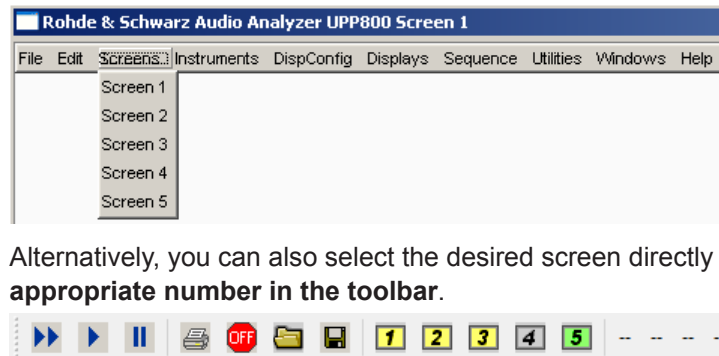 Rohde & Schwarz Audio Analyzer UPP800 Screen 1
File Edit Screens.. Instruments DispConfig Displays Sequence Utilities Windows Help
Screen 1
Screen 2
Screen 3
Screen 4
Screen 5
Alternatively, you can also select the desired screen directly
appropriate number in the toolbar.
OFF 1 2 3 4 5 -- -- -- -